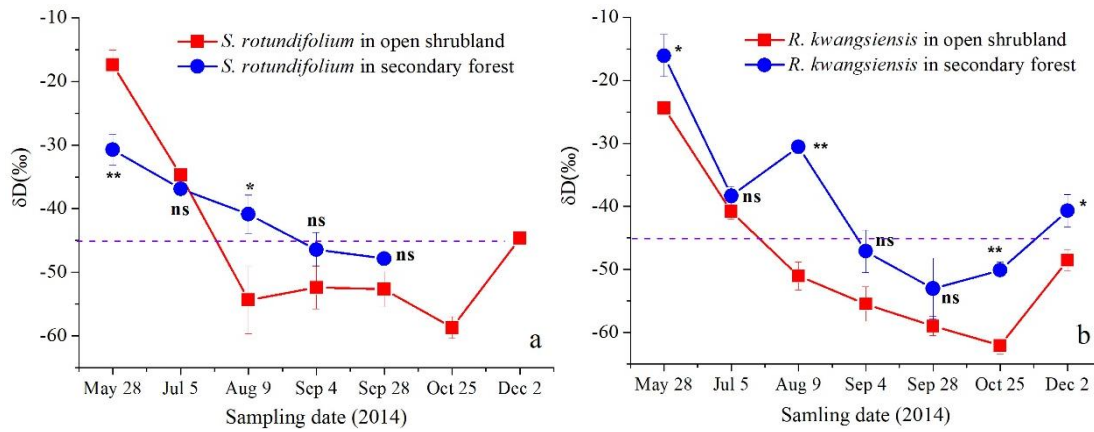 -10
-20
-30
-40
-50
-60
δD(‰)
S. rotundifolium in open shrubland
S. rotundifolium in secondary forest
**
ns
*
ns
ns
a
May 28 Jul 5 Aug 9 Sep 4 Sep 28 Oct 25 Dec 2
Sampling date (2014)
-10
-20
-30
-40
-50
-60
δD(‰)
R. kwangsiensis in open shrubland
R. kwangsiensis in secondary forest
*
ns
**
ns
ns
**
*
b
May 28 Jul 5 Aug 9 Sep 4 Sep 28 Oct 25 Dec 2
Samling date (2014)